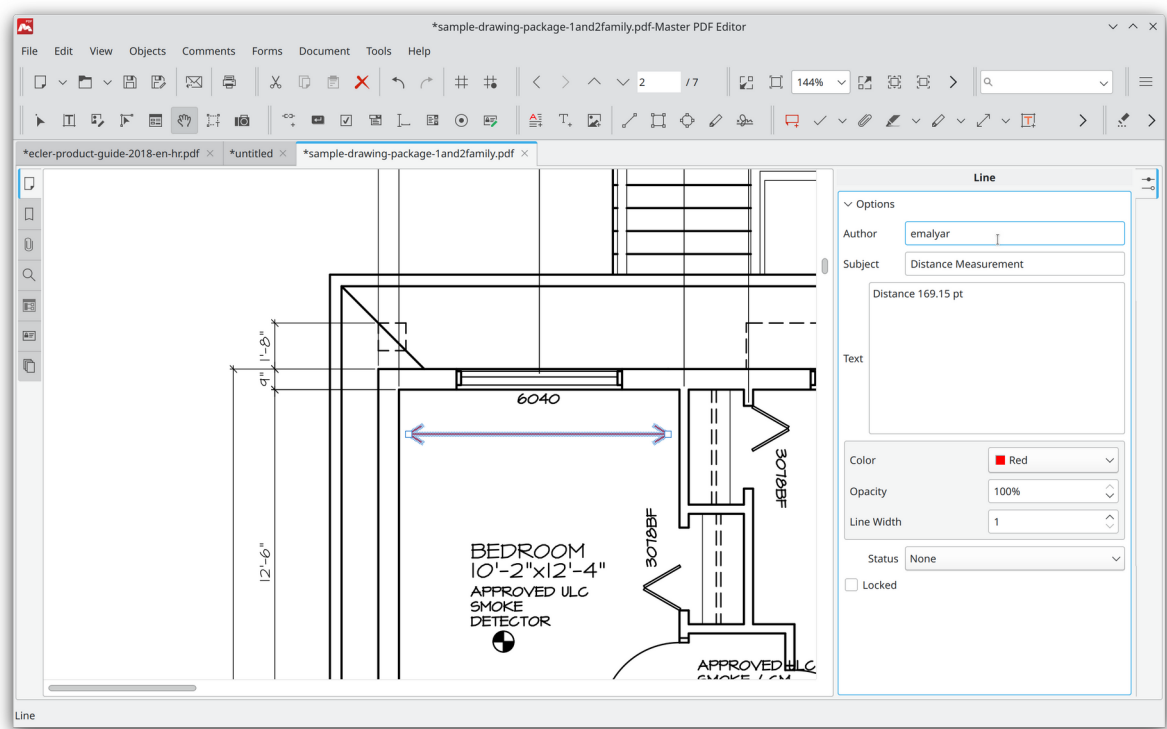 *sample-drawing-package-1and2family.pdf-Master PDF Editor
File Edit View Objects Comments Forms Document Tools Help
2 / 7 144%
*ecler-product-guide-2018-en-hr.pdf *untitled *sample-drawing-package-1and2family.pdf
Line
Options
Author emalyar
Subject Distance Measurement
Text Distance 169.15 pt
Color Red
Opacity 100%
Line Width 1
Status None
Locked
1'-8"
9"
12'-6"
6040
3078BF
3078BF
BEDROOM
10'-2"x12'-4"
APPROVED ULC
SMOKE
DETECTOR
APPROVED ULC
SMOKE / CM
Line